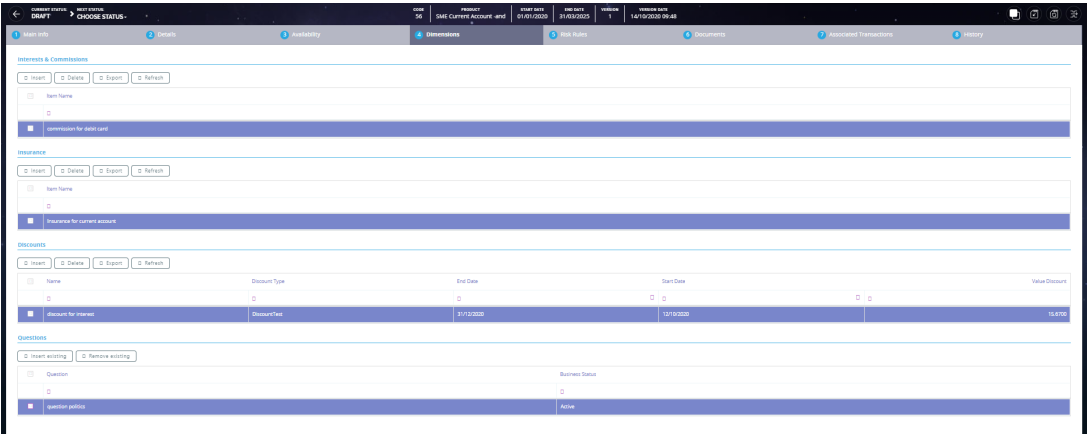 CURRENT STATUS: NEXT STATUS:
DRAFT CHOOSE STATUS
CODE PRODUCT START DATE END DATE VERSION VERSION DATE
56 SME Current Account -and 01/01/2020 31/03/2025 1 14/10/2020 09:48
1 Main Info 2 Details 3 Availability 4 Dimensions 5 Risk Rules 6 Documents 7 Associated Transactions 8 History
Interests & Commissions
Insert Delete Export Refresh
Item Name
commission for debit card
Insurance
Insert Delete Export Refresh
Item Name
Insurance for current account
Discounts
Insert Delete Export Refresh
Name Discount Type End Date Start Date Value Discount
discount for interest DiscountTest 31/12/2020 12/10/2020
Questions
Insert existing Remove existing
Question Business Status
question politics Active